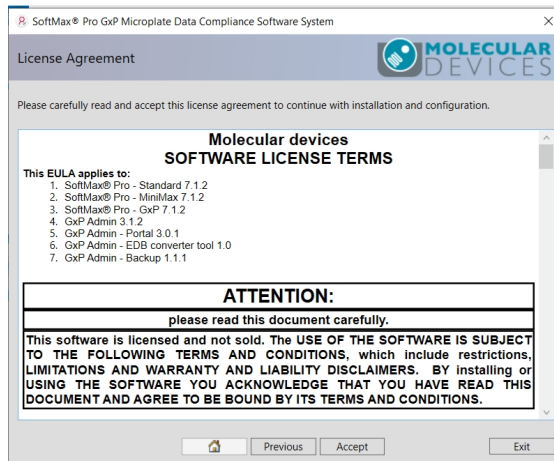 SoftMax® Pro GxP Microplate Data Compliance Software System
License Agreement
MOLECULAR
DEVICES
Please carefully read and accept this license agreement to continue with installation and configuration.
Molecular devices
SOFTWARE LICENSE TERMS
This EULA applies to:
1. SoftMax® Pro - Standard 7.1.2
2. SoftMax® Pro - MiniMax 7.1.2
3. SoftMax® Pro - GxP 7.1.2
4. GxP Admin 3.1.2
5. GxP Admin - Portal 3.0.1
6. GxP Admin - EDB converter tool 1.0
7. GxP Admin - Backup 1.1.1
ATTENTION:
please read this document carefully.
This software is licensed and not sold. The USE OF THE SOFTWARE IS SUBJECT
TO THE FOLLOWING TERMS AND CONDITIONS, which include restrictions,
LIMITATIONS AND WARRANTY AND LIABILITY DISCLAIMERS. BY installing or
USING THE SOFTWARE YOU ACKNOWLEDGE THAT YOU HAVE READ THIS
DOCUMENT AND AGREE TO BE BOUND BY ITS TERMS AND CONDITIONS.
Previous
Accept
Exit